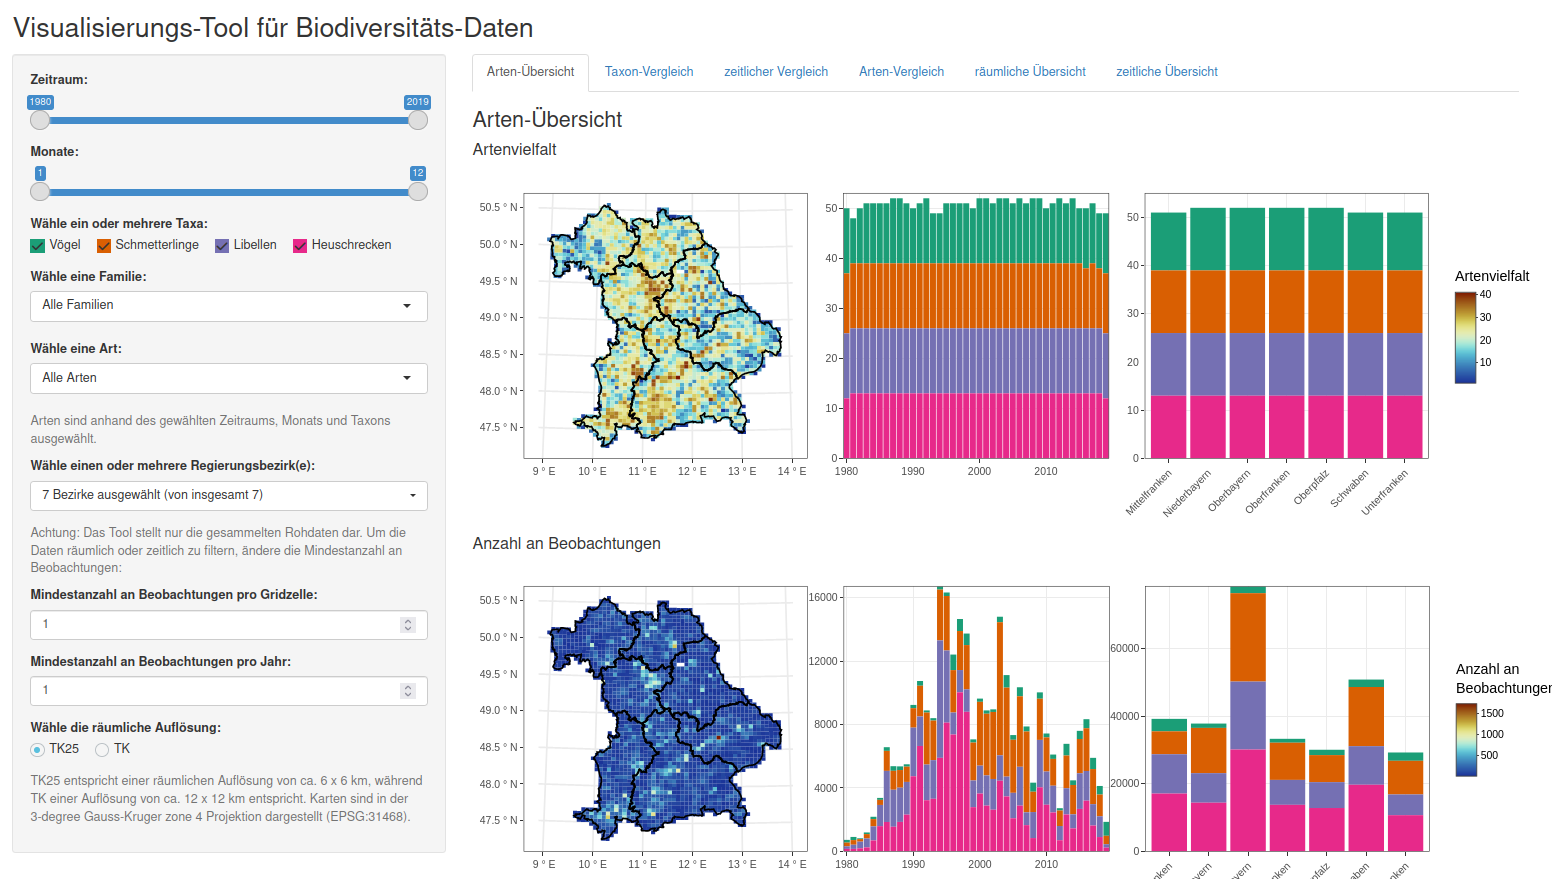 Visualisierungs-Tool für Biodiversitäts-Daten
Zeitraum:
1980
2019
Monate:
1
12
Wähle ein oder mehrere Taxa:
Vögel
Schmetterlinge
Libellen
Heuschrecken
Wähle eine Familie:
Alle Familien
Wähle eine Art:
Alle Arten
Arten sind anhand des gewählten Zeitraums, Monats und Taxons
ausgewählt.
Wähle einen oder mehrere Regierungsbezirk(e):
7 Bezirke ausgewählt (von insgesamt 7)
Achtung: Das Tool stellt nur die gesammelten Rohdaten dar. Um die
Daten räumlich oder zeitlich zu filtern, ändere die Mindestanzahl an
Beobachtungen:
Mindestanzahl an Beobachtungen pro Gridzelle:
1
Mindestanzahl an Beobachtungen pro Jahr:
1
Wähle die räumliche Auflösung:
TK25
TK
TK25 entspricht einer räumlichen Auflösung von ca. 6 x 6 km, während
TK einer Auflösung von ca. 12 x 12 km entspricht. Karten sind in der
3-degree Gauss-Kruger zone 4 Projektion dargestellt (EPSG:31468).
Arten-Übersicht
Taxon-Vergleich
zeitlicher Vergleich
Arten-Vergleich
räumliche Übersicht
zeitliche Übersicht
Arten-Übersicht
Artenvielfalt
50.5 ° N
50.0 ° N
49.5 ° N
49.0 ° N
48.5 ° N
48.0 ° N
47.5 ° N
9 ° E
10 ° E
11 ° E
12 ° E
13 ° E
14 ° E
50
40
30
20
10
0
1980
1990
2000
2010
50
40
30
20
10
0
Mittelfranken
Niederbayern
Oberbayern
Oberfranken
Oberpfalz
Schwaben
Unterfranken
Artenvielfalt
40
30
20
10
Anzahl an Beobachtungen
50.5 ° N
50.0 ° N
49.5 ° N
49.0 ° N
48.5 ° N
48.0 ° N
47.5 ° N
9 ° E
10 ° E
11 ° E
12 ° E
13 ° E
14 ° E
16000
12000
8000
4000
0
1980
1990
2000
2010
60000
40000
20000
0
nken
yern
ayern
nken
pfalz
aben
nken
Anzahl an
Beobachtungen
1500
1000
500